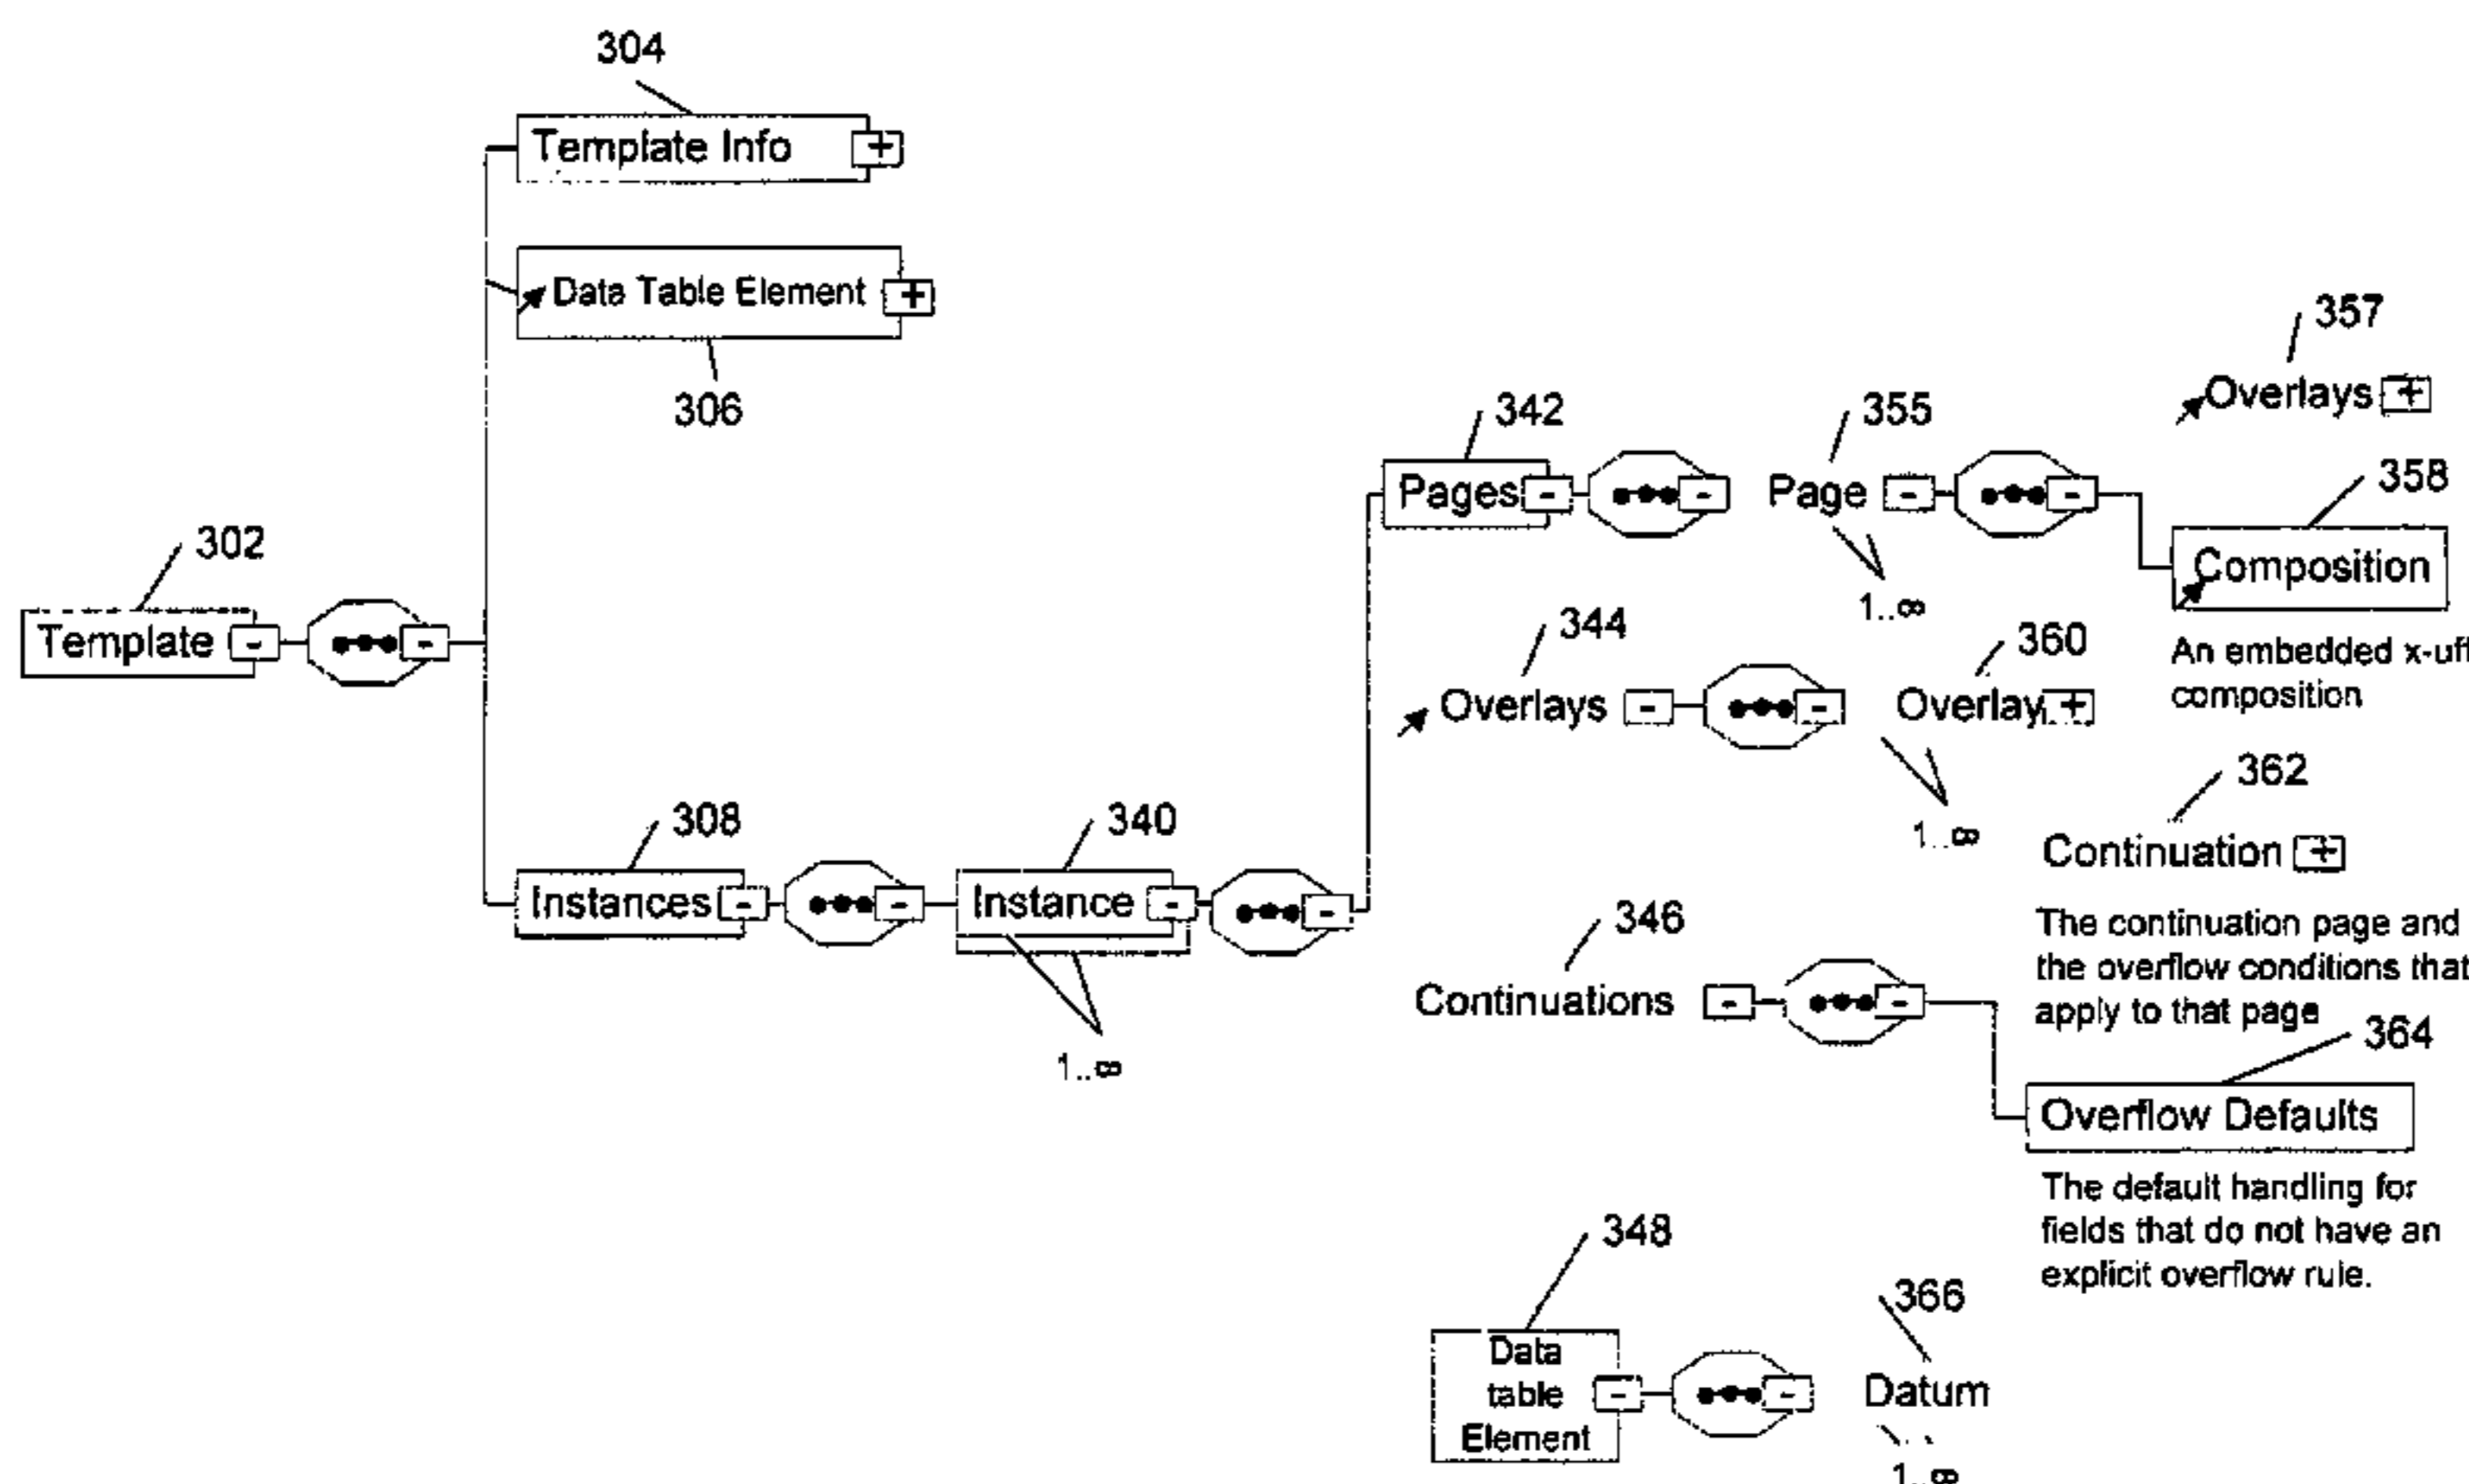 304
Template Info
Data Table Element
306
302
Template
308
Instances
340
Instance
1..∞
342
Pages
355
Page
1..∞
357
Overlays
358
Composition
An embedded x-uff
composition
344
Overlays
360
Overlay
1..∞
362
Continuation
The continuation page and
the overflow conditions that
apply to that page
346
Continuations
364
Overflow Defaults
The default handling for
fields that do not have an
explicit overflow rule.
348
Data
table
Element
366
Datum
1..∞